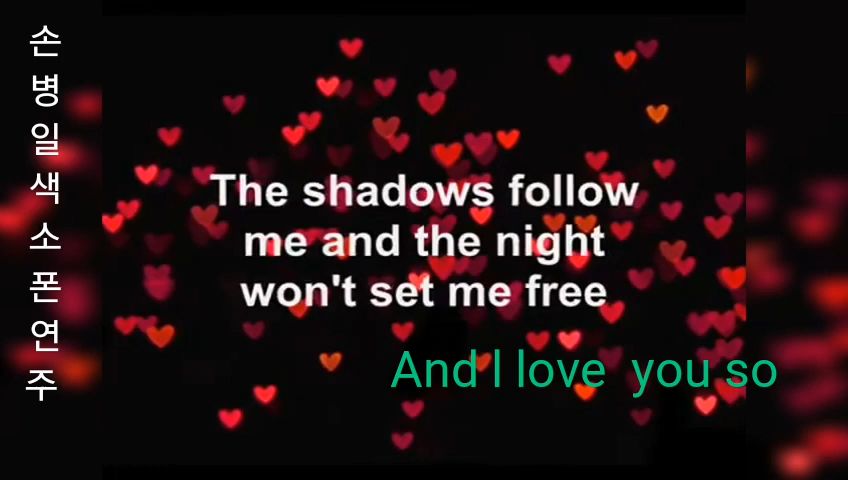 손병일색소폰연주
The shadows follow
me and the night
won't set me free
And l love you so